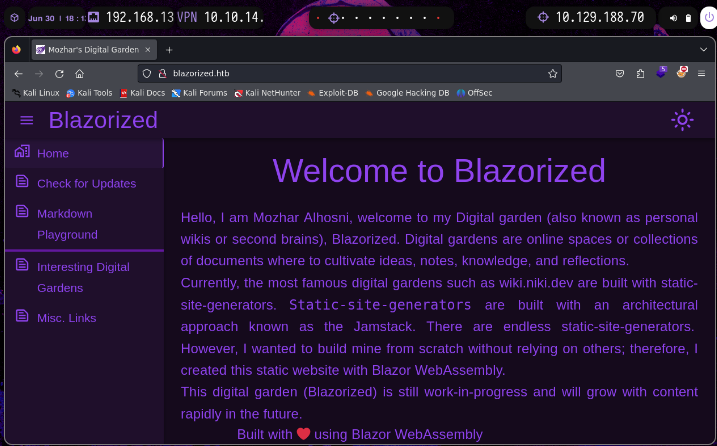 Jun 30 | 18 : 1
192.168.13
VPN 10.10.14.
10.129.188.70
Mozhar's Digital Garden
blazorized.htb
5
Kali Linux
Kali Tools
Kali Docs
Kali Forums
Kali NetHunter
Exploit-DB
Google Hacking DB
OffSec
Blazorized
Home
Check for Updates
Markdown
Playground
Interesting Digital
Gardens
Misc. Links
Welcome to Blazorized
Hello, I am Mozhar Alhosni, welcome to my Digital garden (also known as personal
wikis or second brains), Blazorized. Digital gardens are online spaces or collections
of documents where to cultivate ideas, notes, knowledge, and reflections.
Currently, the most famous digital gardens such as wiki.niki.dev are built with static-
site-generators. Static-site-generators are built with an architectural
approach known as the Jamstack. There are endless static-site-generators.
However, I wanted to build mine from scratch without relying on others; therefore, I
created this static website with Blazor WebAssembly.
This digital garden (Blazorized) is still work-in-progress and will grow with content
rapidly in the future.
Built with ❤ using Blazor WebAssembly